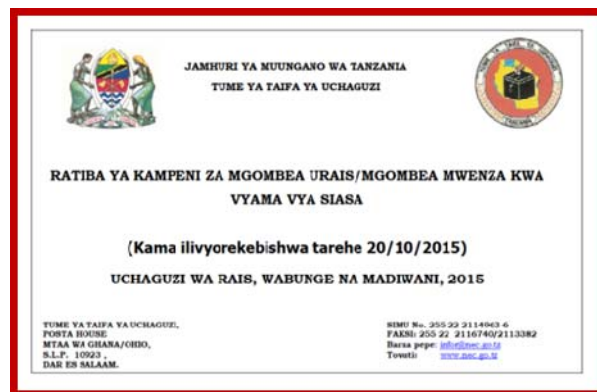 JAMHURI YA MUUNGANO WA TANZANIA
TUME YA TAIFA YA UCHAGUZI
RATIBA YA KAMPENI ZA MGOMBEA URAIS/MGOMBEA MWENZA KWA
VYAMA VYA SIASA
(Kama ilivyorekebishwa tarehe 20/10/2015)
UCHAGUZI WA RAIS, WABUNGE NA MADIWANI, 2015
TUME YA TAIFA YA UCHAGUZI,
POSTA HOUSE
MTAA WA GHANA/OHIO,
S.L.P. 10923 ,
DAR ES SALAAM.
SIMU No. 255 22 2114963-6
FAKSI: 255 22 2116740/2113382
Barua pepe: info@nec.go.tz
Tovuti: www.nec.go.tz